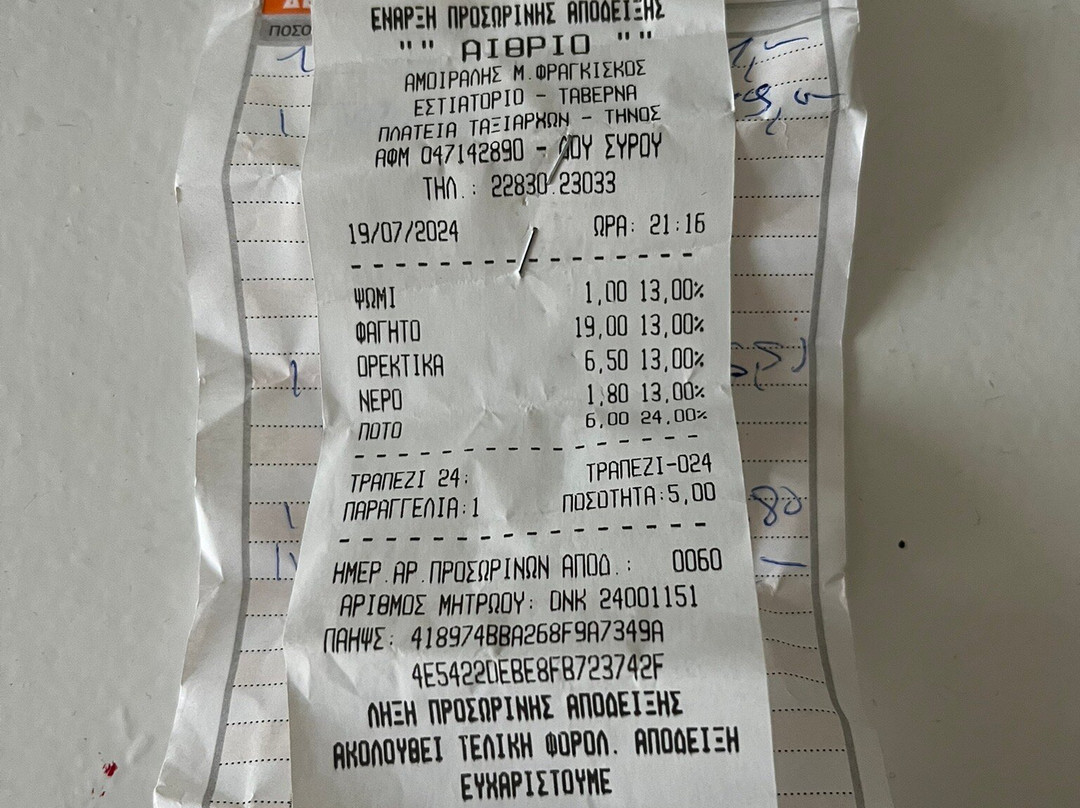 ΠΟΣΟ
ΕΝΑΡΞΗ ΠΡΟΣΩΡΙΝΗΣ ΑΠΟΔΕΙΞΗΣ
"" ΑΙΘΡΙΟ ""
ΑΜΟΙΡΑΛΗΣ Μ.ΦΡΑΓΚΙΣΚΟΣ
ΕΣΤΙΑΤΟΡΙΟ - ΤΑΒΕΡΝΑ
ΠΛΑΤΕΙΑ ΤΑΞΙΑΡΧΩΝ - ΤΗΝΟΣ
ΑΦΜ 047142890 - ΔΟΥ ΣΥΡΟΥ
ΤΗΛ.: 22830.23033
19/07/2024 ΩΡΑ: 21:16
ΨΩΜΙ 1,00 13,00%
ΦΑΓΗΤΟ 19,00 13,00%
ΟΡΕΚΤΙΚΑ 6,50 13,00%
ΝΕΡΟ 1,80 13,00%
ΠΟΤΟ 6,00 24,00%
ΤΡΑΠΕΖΙ 24: ΤΡΑΠΕΖΙ-024
ΠΑΡΑΓΓΕΛΙΑ:1 ΠΟΣΟΤΗΤΑ:5,00
ΗΜΕΡ.ΑΡ.ΠΡΟΣΩΡΙΝΩΝ ΑΠΟΔ.: 0060
ΑΡΙΘΜΟΣ ΜΗΤΡΩΟΥ: DNK 24001151
ΠΑΗΨΣ: 418974BBA268F9A7349A
4E5422DEBE8FB723742F
ΛΗΞΗ ΠΡΟΣΩΡΙΝΗΣ ΑΠΟΔΕΙΞΗΣ
ΑΚΟΛΟΥΘΕΙ ΤΕΛΙΚΗ ΦΟΡΟΛ. ΑΠΟΔΕΙΞΗ
ΕΥΧΑΡΙΣΤΟΥΜΕ